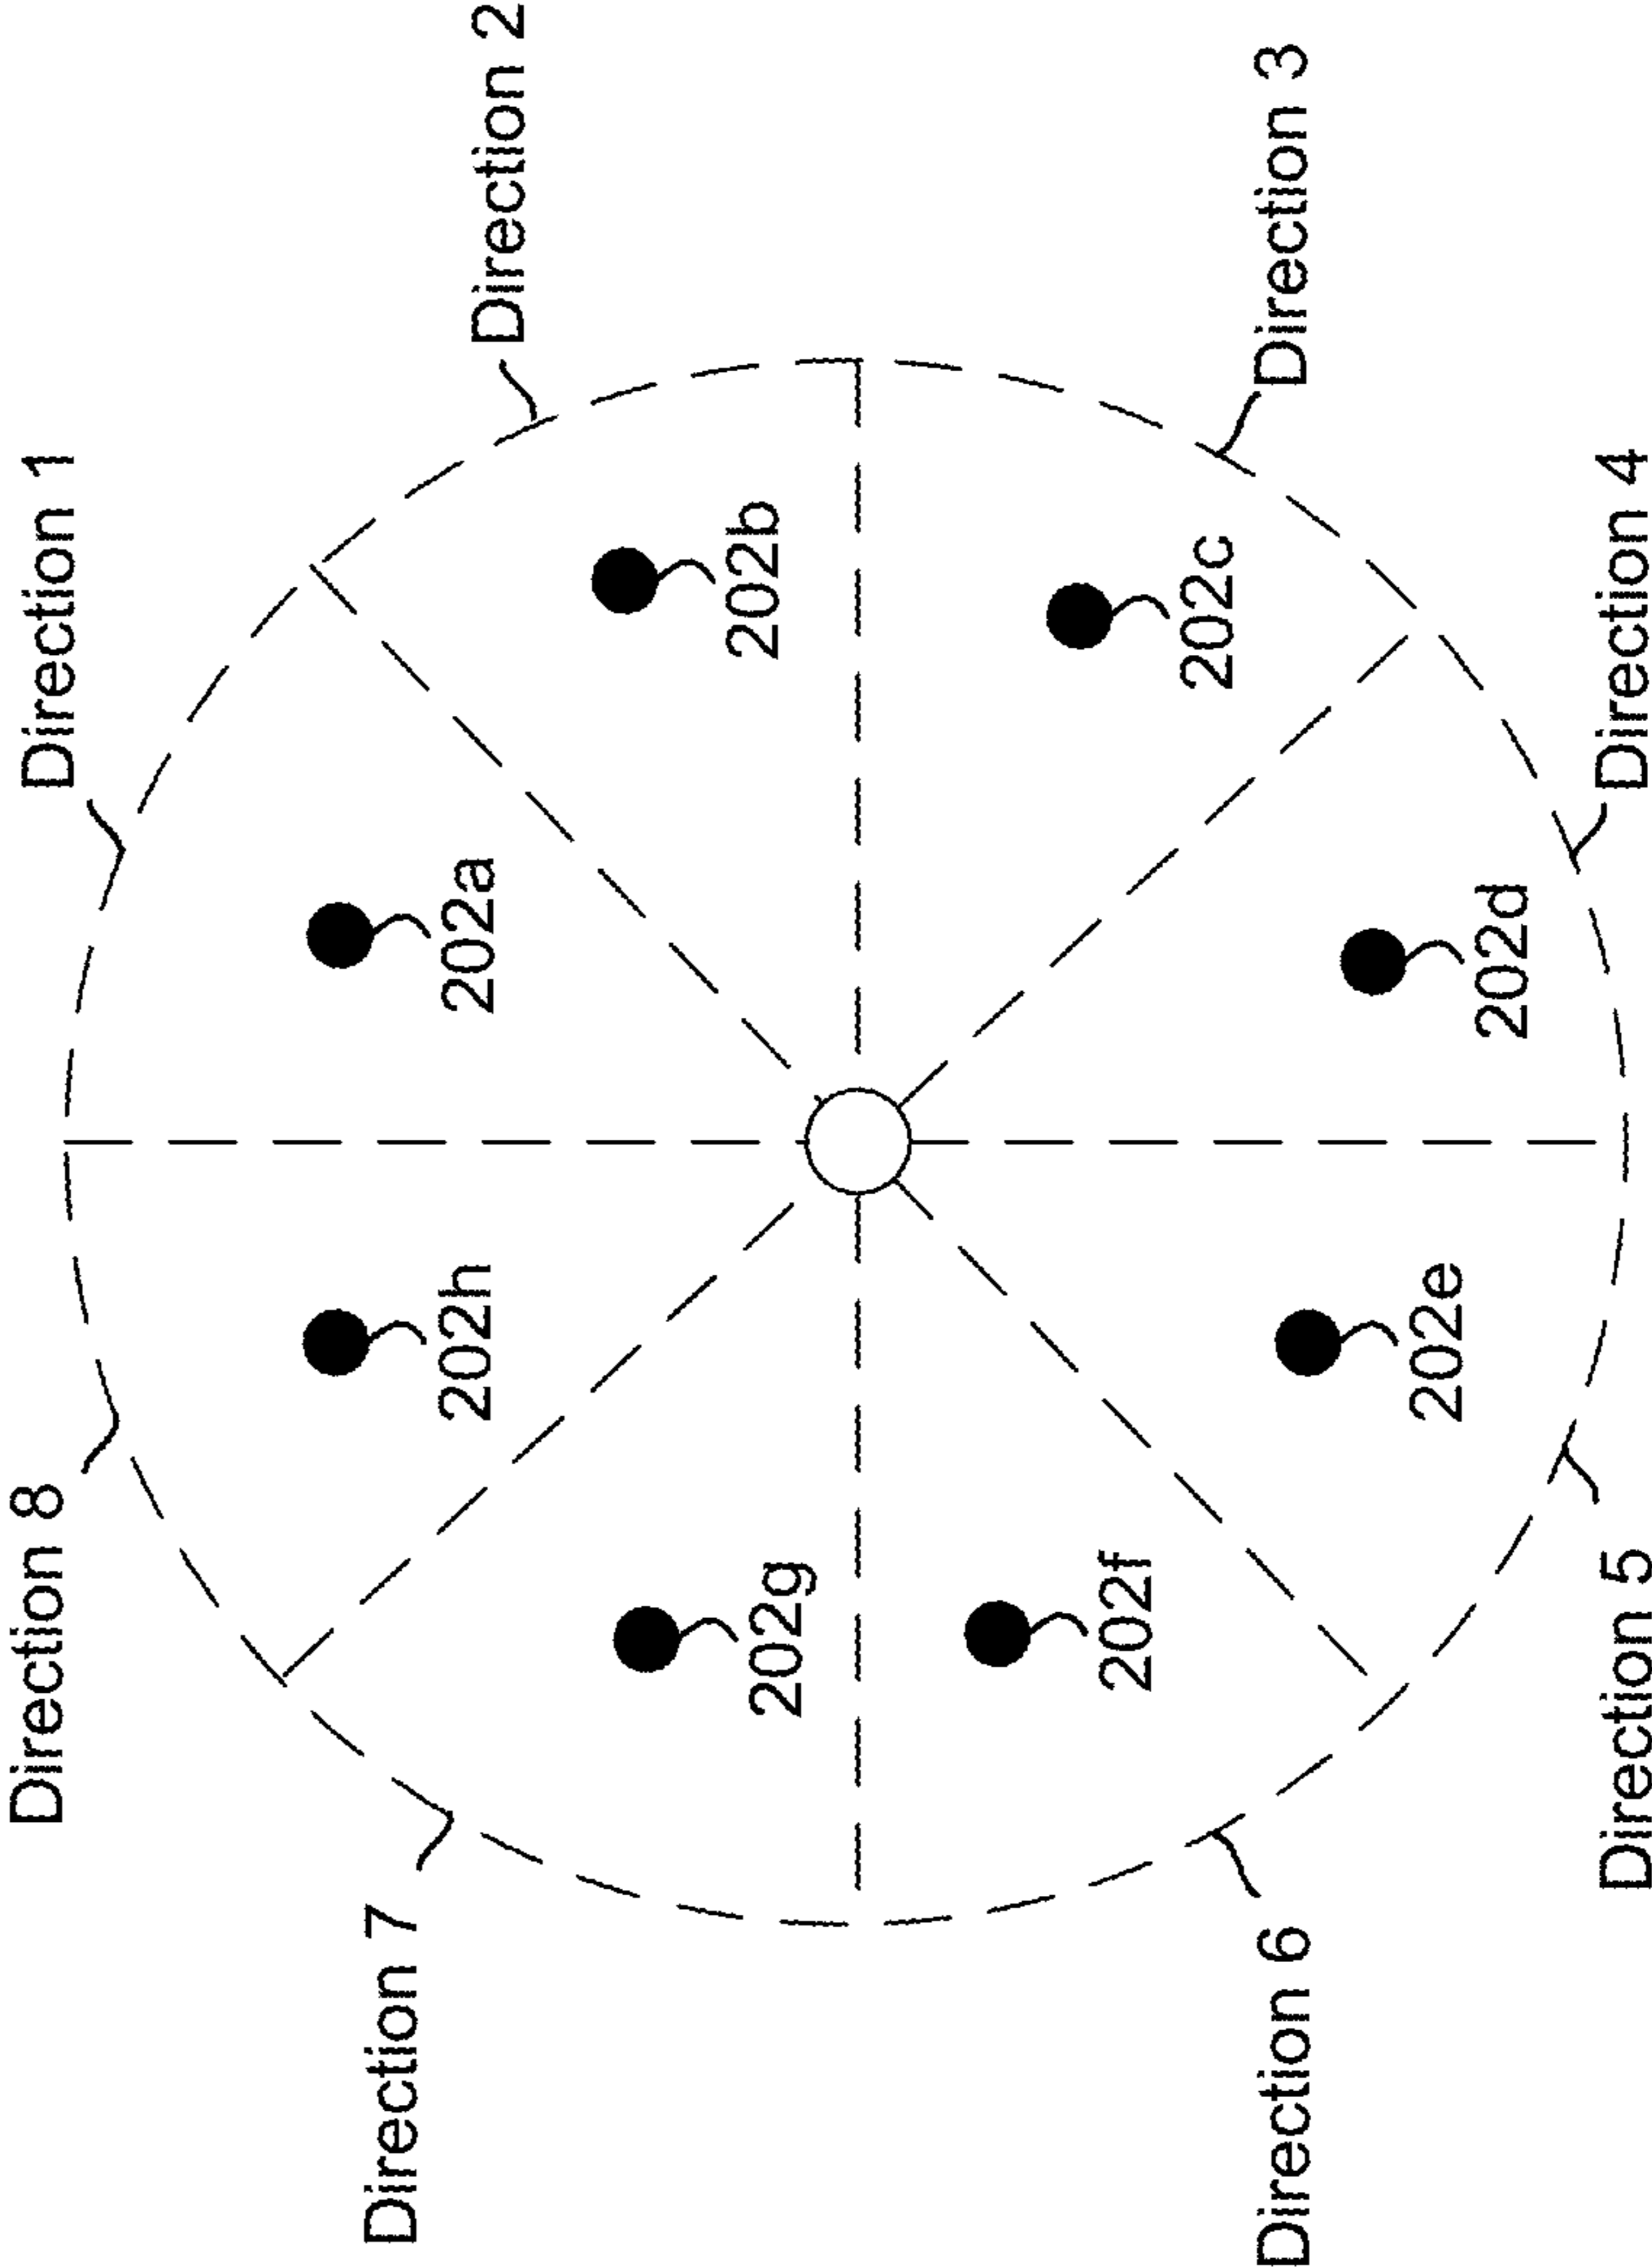 Direction 1
Direction 2
Direction 3
Direction 4
Direction 5
Direction 6
Direction 7
Direction 8
202a
202b
202c
202d
202e
202f
202g
202h